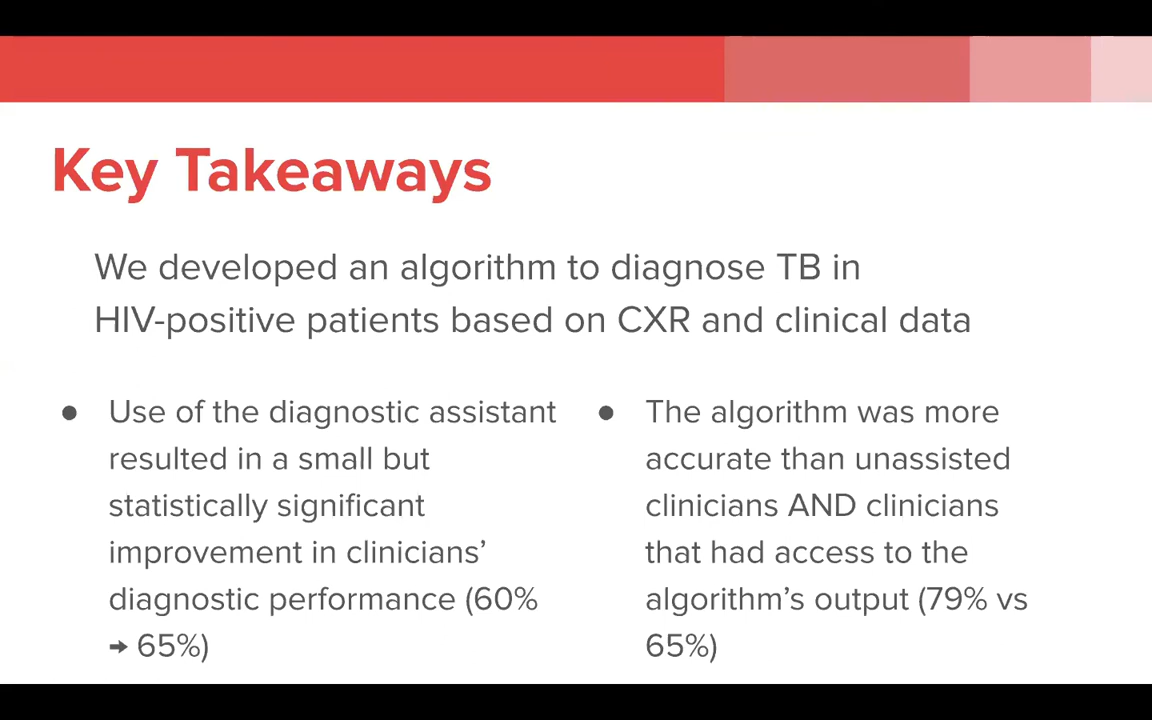 Key Takeaways
We developed an algorithm to diagnose TB in
HIV-positive patients based on CXR and clinical data
● Use of the diagnostic assistant
resulted in a small but
statistically significant
improvement in clinicians’
diagnostic performance (60%
→ 65%)
● The algorithm was more
accurate than unassisted
clinicians AND clinicians
that had access to the
algorithm’s output (79% vs
65%)